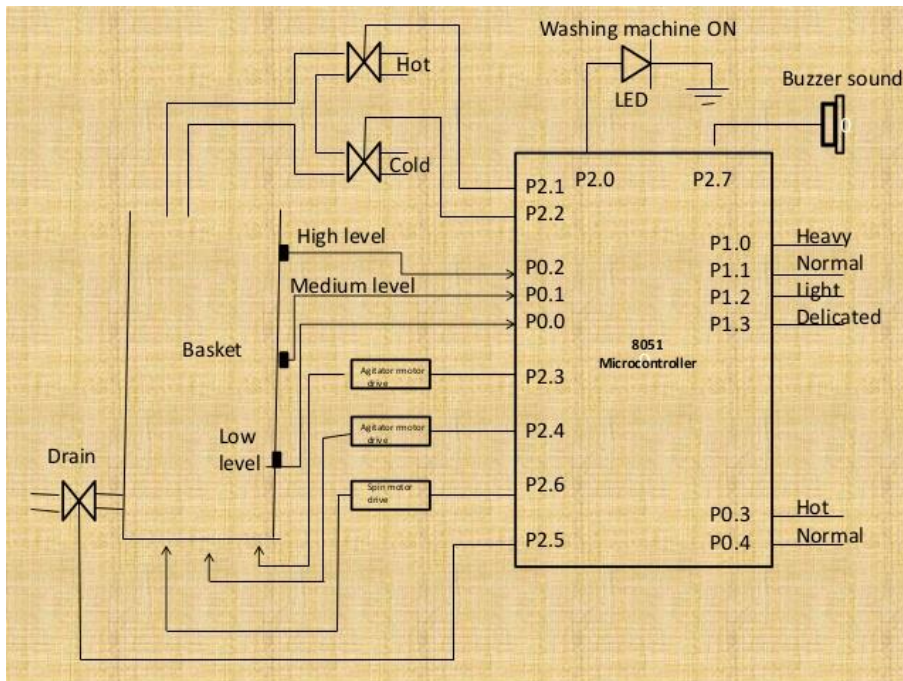 Washing machine ON
Hot
LED
Buzzer sound
Cold
P2.0
P2.7
P2.1
P2.2
High level
P0.2
Medium level
P0.1
P0.0
P1.0
Heavy
P1.1
Normal
P1.2
Light
P1.3
Delicated
Basket
8051
Microcontroller
Agitator motor
drive
P2.3
Agitator motor
drive
P2.4
Low
level
Drain
Spin motor
drive
P2.6
P2.5
P0.3
Hot
P0.4
Normal